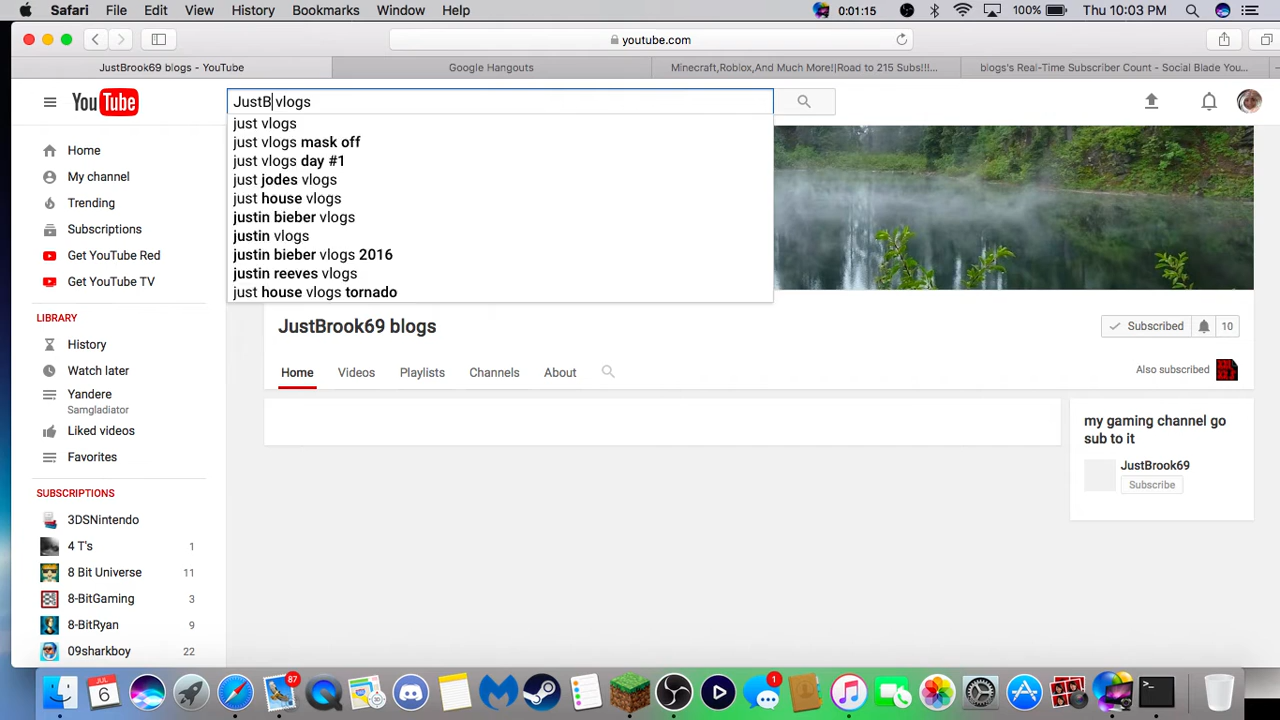 Safari File Edit View History Bookmarks Window Help 00:01:15 100% Thu 10:03 PM
youtube.com
JustBrook69 blogs - YouTube Google Hangouts Minecraft,Roblox,And Much More!|Road to 215 Subs!!!... blogs's Real-Time Subscriber Count - Social Blade You...
YouTube
JustB vlogs
just vlogs
just vlogs mask off
just vlogs day #1
just jodes vlogs
just house vlogs
justin bieber vlogs
justin vlogs
justin bieber vlogs 2016
justin reeves vlogs
just house vlogs tornado
Home
My channel
Trending
Subscriptions
Get YouTube Red
Get YouTube TV
LIBRARY
History
Watch later
Yandere
Samgladiator
Liked videos
Favorites
SUBSCRIPTIONS
3DSNintendo
4 T's 1
8 Bit Universe 11
8-BitGaming 3
8-BitRyan 9
09sharkboy 22
JustBrook69 blogs
Subscribed 10
Home Videos Playlists Channels About
Also subscribed
my gaming channel go
sub to it
JustBrook69
Subscribe
JUL
6
87
1